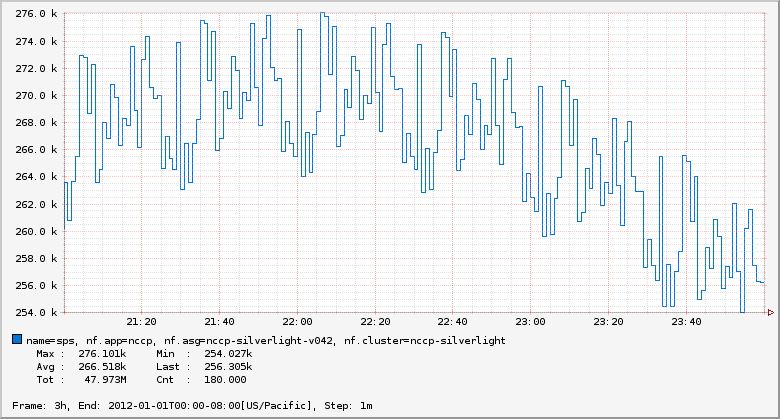 276.0 k
274.0 k
272.0 k
270.0 k
268.0 k
266.0 k
264.0 k
262.0 k
260.0 k
258.0 k
256.0 k
254.0 k
21:20 21:40 22:00 22:20 22:40 23:00 23:20 23:40
name=sps, nf.app=nccp, nf.asg=nccp-silverlight-v042, nf.cluster=nccp-silverlight
Max : 276.101k Min : 254.027k
Avg : 266.518k Last : 256.305k
Tot : 47.973M Cnt : 180.000
Frame: 3h, End: 2012-01-01T00:00-08:00[US/Pacific], Step: 1m